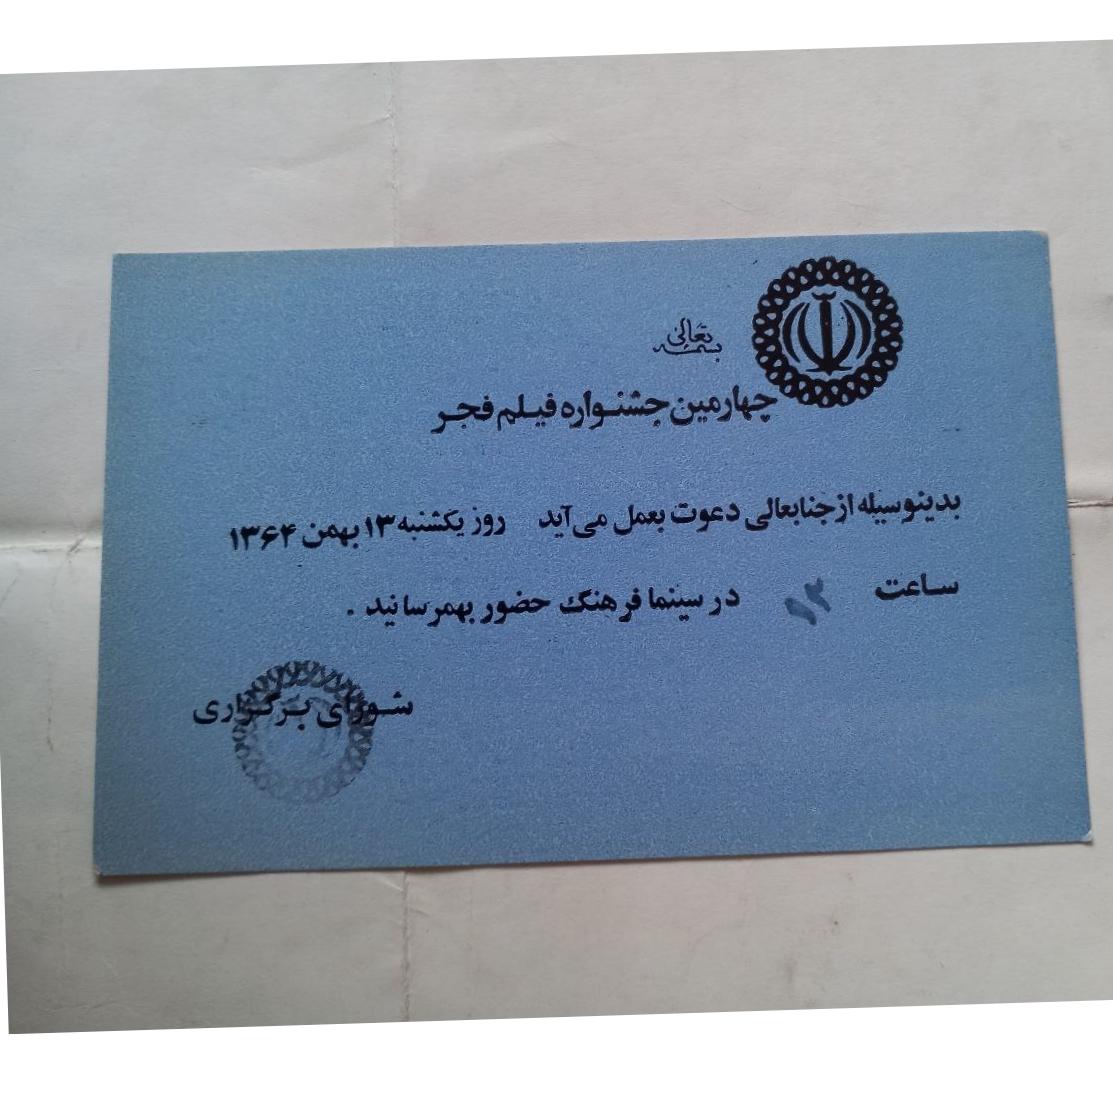 بسمه تعالی
چهارمین جشنواره فیلم فجر
بدینوسیله از جنابعالی دعوت بعمل می‌آید روز یکشنبه ۱۳ بهمن ۱۳۶۴
ساعت در سینما فرهنگ حضور بهمرسانید .
شورای برگزاری